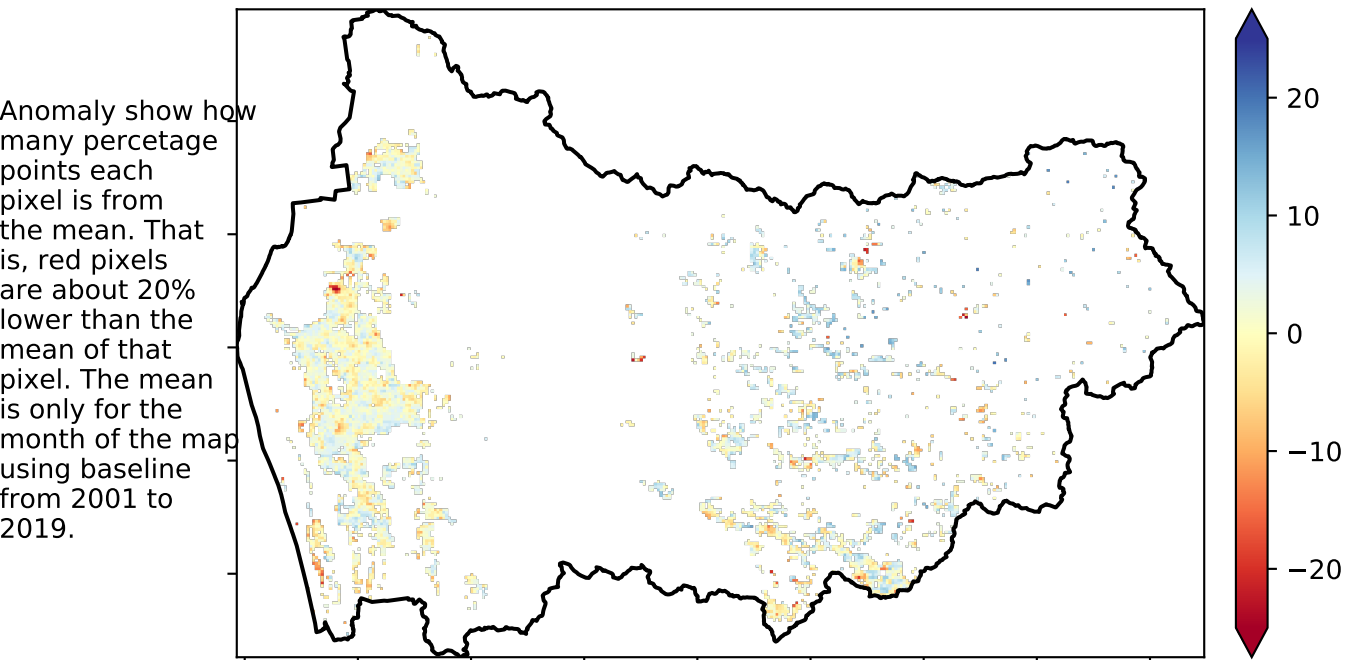 Anomaly show how
many percetage
points each
pixel is from
the mean. That
is, red pixels
are about 20%
lower than the
mean of that
pixel. The mean
is only for the
month of the map
using baseline
from 2001 to
2019.
20
10
0
−10
−20